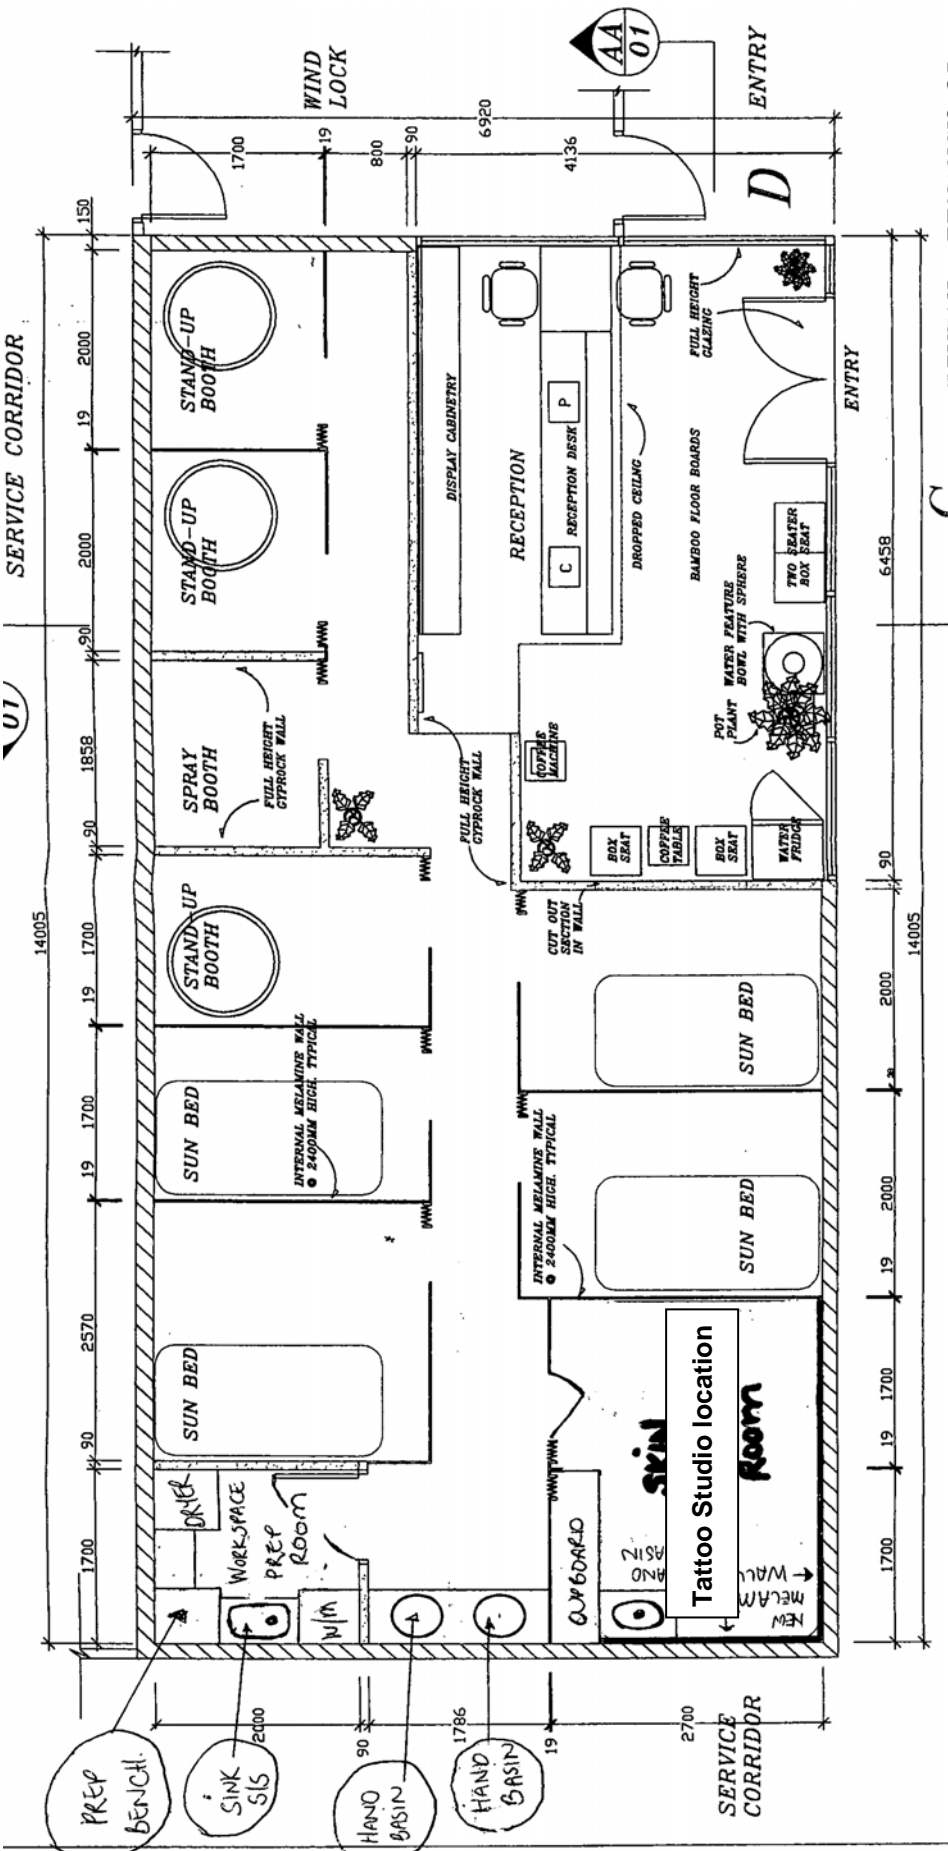 SERVICE CORRIDOR
14005
1700
90
2570
19
1700
19
1700
90
1858
90
2000
19
2000
150
WIND
LOCK
1700
19
800
90
6920
4136
AA
01
ENTRY
D
01
STAND-UP
BOOTH
STAND-UP
BOOTH
SPRAY
BOOTH
FULL HEIGHT
GYPROCK WALL
STAND-UP
BOOTH
SUN BED
INTERNAL MELAMINE WALL
@ 2400MM HIGH. TYPICAL
SUN BED
DRYER
WORKSPACE
PREP
ROOM
W/M
PREP
BENCH.
SINK
S/S
HAND
BASIN
HAND
BASIN
2000
90
1786
19
2700
SERVICE
CORRIDOR
DISPLAY CABINETRY
RECEPTION
RECEPTION DESK
C
P
DROPPED CEILNG
BAMBOO FLOOR BOARDS
FULL HEIGHT
GLAZING
ENTRY
TWO SEATER
BOX SEAT
WATER FEATURE
BOWL WITH SPHERE
POT
PLANT
COFFEE
MACHINE
FULL HEIGHT
GYPROCK WALL
BOX
SEAT
COFFEE
TABLE
BOX
SEAT
WATER
FRIDGE
CUT OUT
SECTION
IN WALL
SUN BED
SUN BED
INTERNAL MELAMINE WALL
@ 2400MM HIGH. TYPICAL
SKIN
ROOM
Tattoo Studio location
CUPBOARD
BASIN
NEW
WALL
1700
19
1700
19
2000
2000
90
6458
14005
C